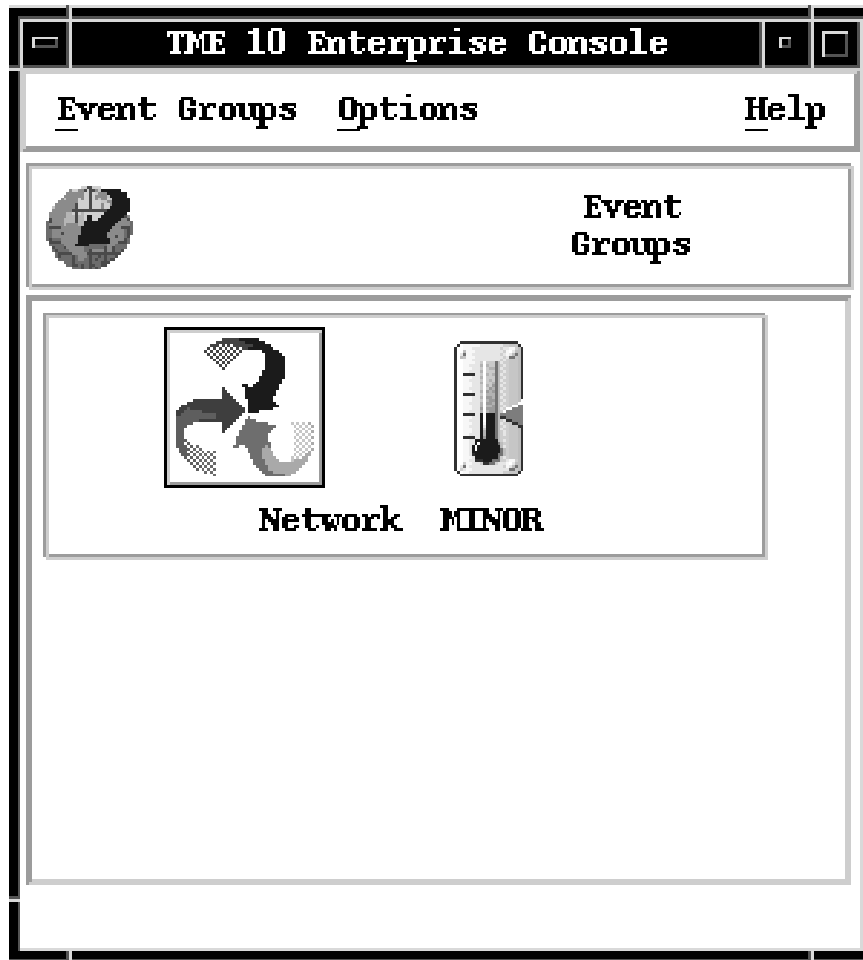 TME 10 Enterprise Console
Event Groups Options Help
Event
Groups
Network MINOR